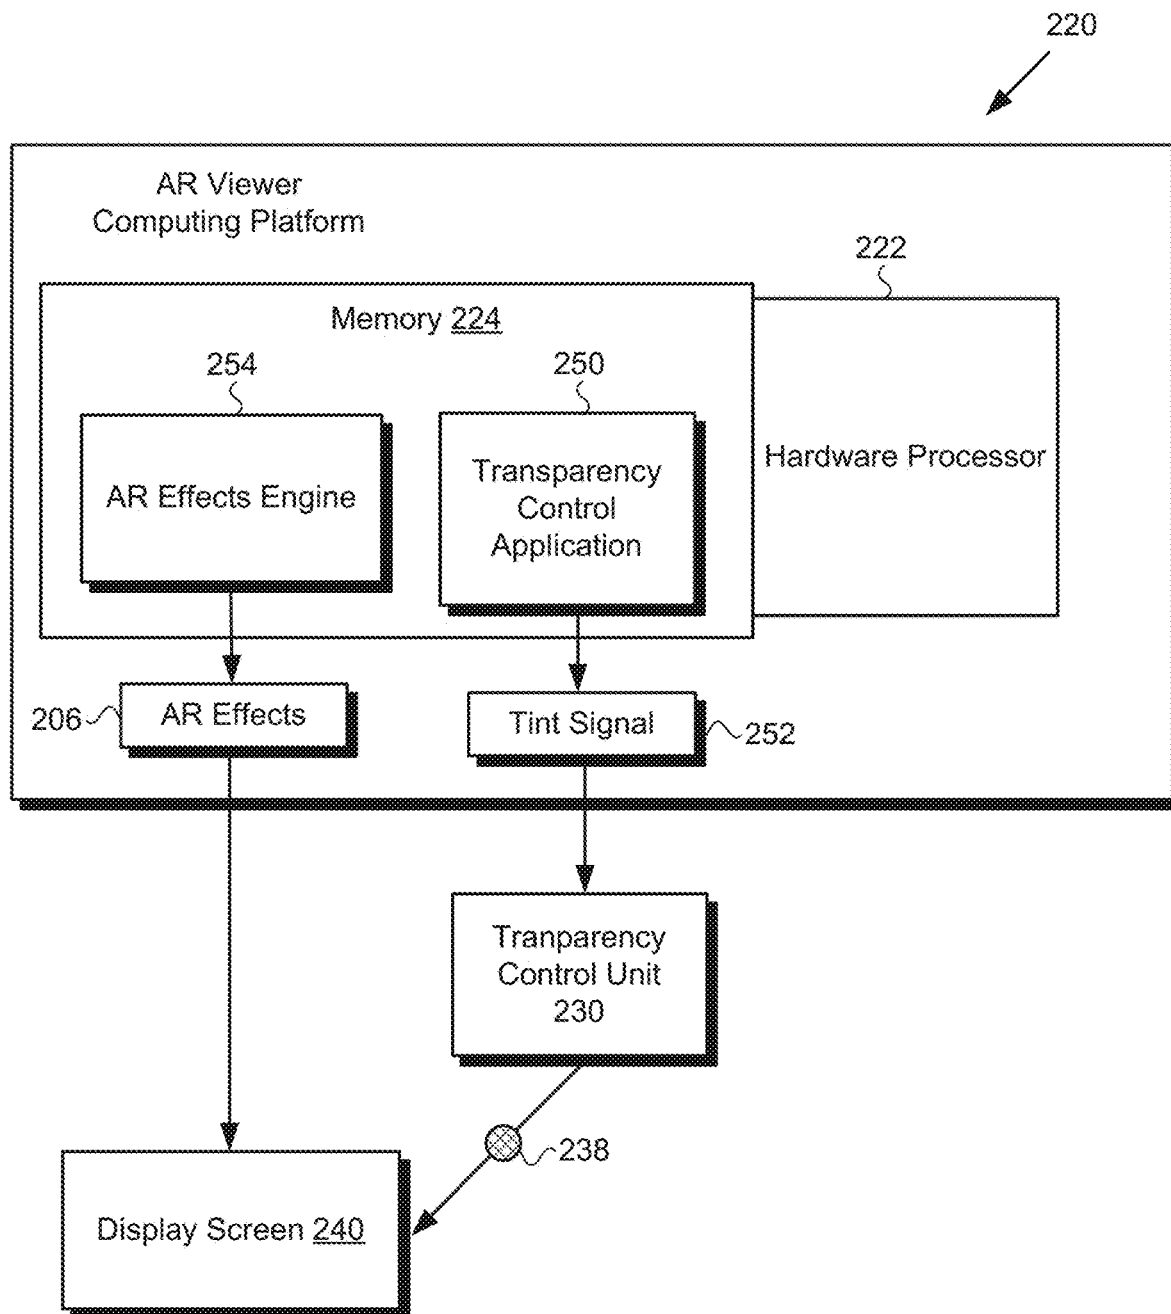 220
AR Viewer
Computing Platform
222
Memory 224
254
250
AR Effects Engine
Transparency
Control
Application
Hardware Processor
206
AR Effects
Tint Signal
252
Tranparency
Control Unit
230
238
Display Screen 240